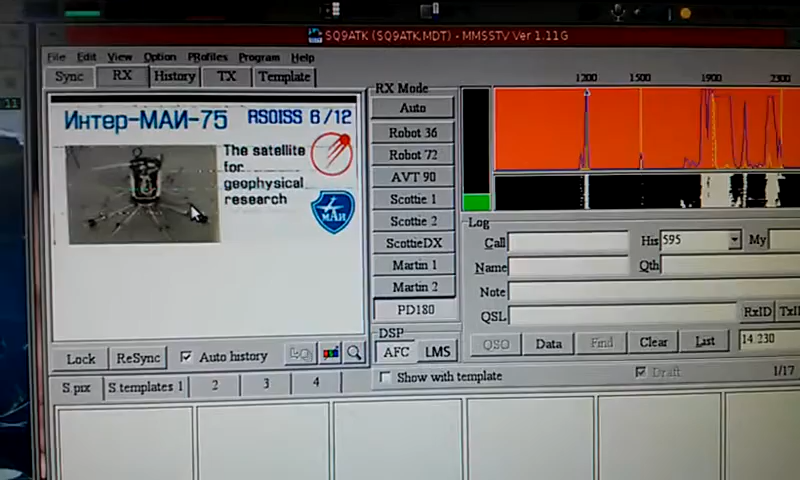 11
SQ9ATK (SQ9ATK.MDT) - MMSSTV Ver 1.11G
File Edit View Option PRofiles Program Help
Sync RX History TX Template
Интер-МАИ-75 RS0ISS 6/12
The satellite
for
geophysical
research
МАИ
RX Mode
Auto
Robot 36
Robot 72
AVT 90
Scottie 1
Scottie 2
ScottieDX
Martin 1
Martin 2
PD180
DSP
AFC LMS
1200 1500 1900 2300
Log
Call His 595 My
Name Qth
Note
QSL RxID TxI
QSO Data Find Clear List 14.230
Lock ReSync Auto history
Show with template Draft 1/17
S.pix S.templates 1 2 3 4